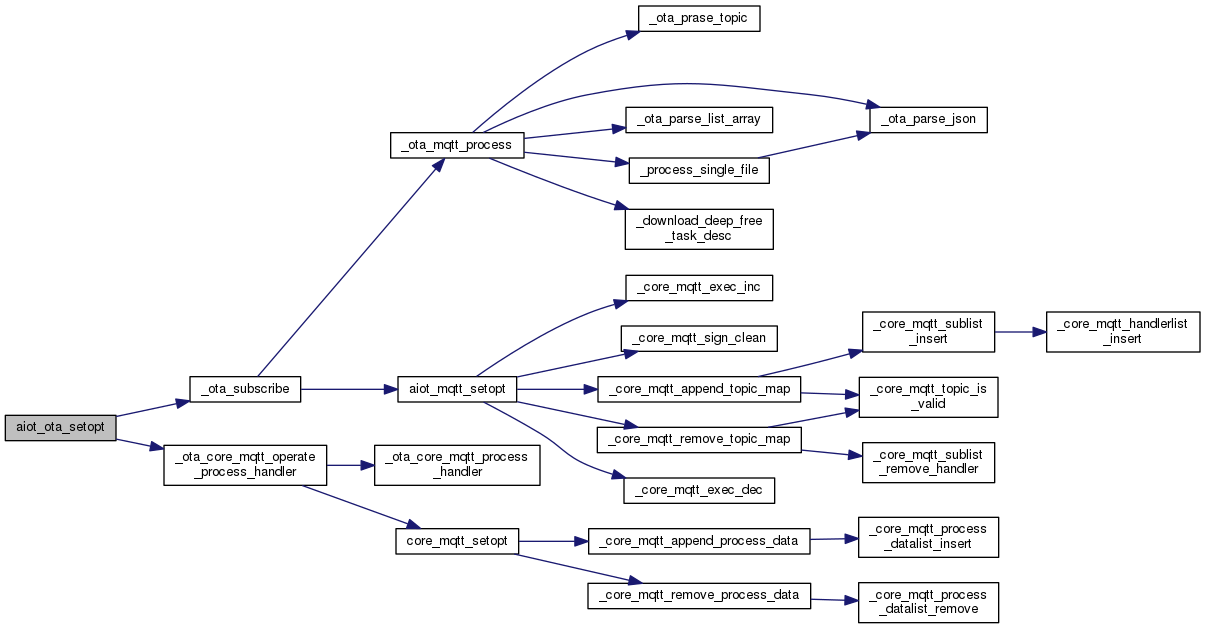 _ota_prase_topic
_ota_parse_list_array
_ota_parse_json
_ota_mqtt_process
_process_single_file
_download_deep_free
_task_desc
_core_mqtt_exec_inc
_core_mqtt_sign_clean
_core_mqtt_sublist
_insert
_core_mqtt_handlerlist
_insert
_ota_subscribe
aiot_mqtt_setopt
_core_mqtt_append_topic_map
_core_mqtt_topic_is
_valid
aiot_ota_setopt
_core_mqtt_remove_topic_map
_ota_core_mqtt_operate
_process_handler
_ota_core_mqtt_process
_handler
_core_mqtt_sublist
_remove_handler
_core_mqtt_exec_dec
core_mqtt_setopt
_core_mqtt_append_process_data
_core_mqtt_process
_datalist_insert
_core_mqtt_remove_process_data
_core_mqtt_process
_datalist_remove